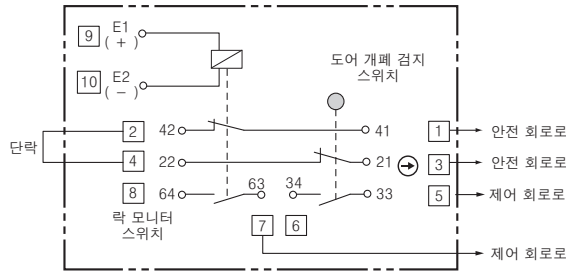 9 E1
( + )
10 E2
( − )
도어 개폐 검지
스위치
단락
2 42 41 1 안전 회로로
4 22 21 3 안전 회로로
8 64 63 34 33 5 제어 회로로
락 모니터
스위치
7 6
제어 회로로